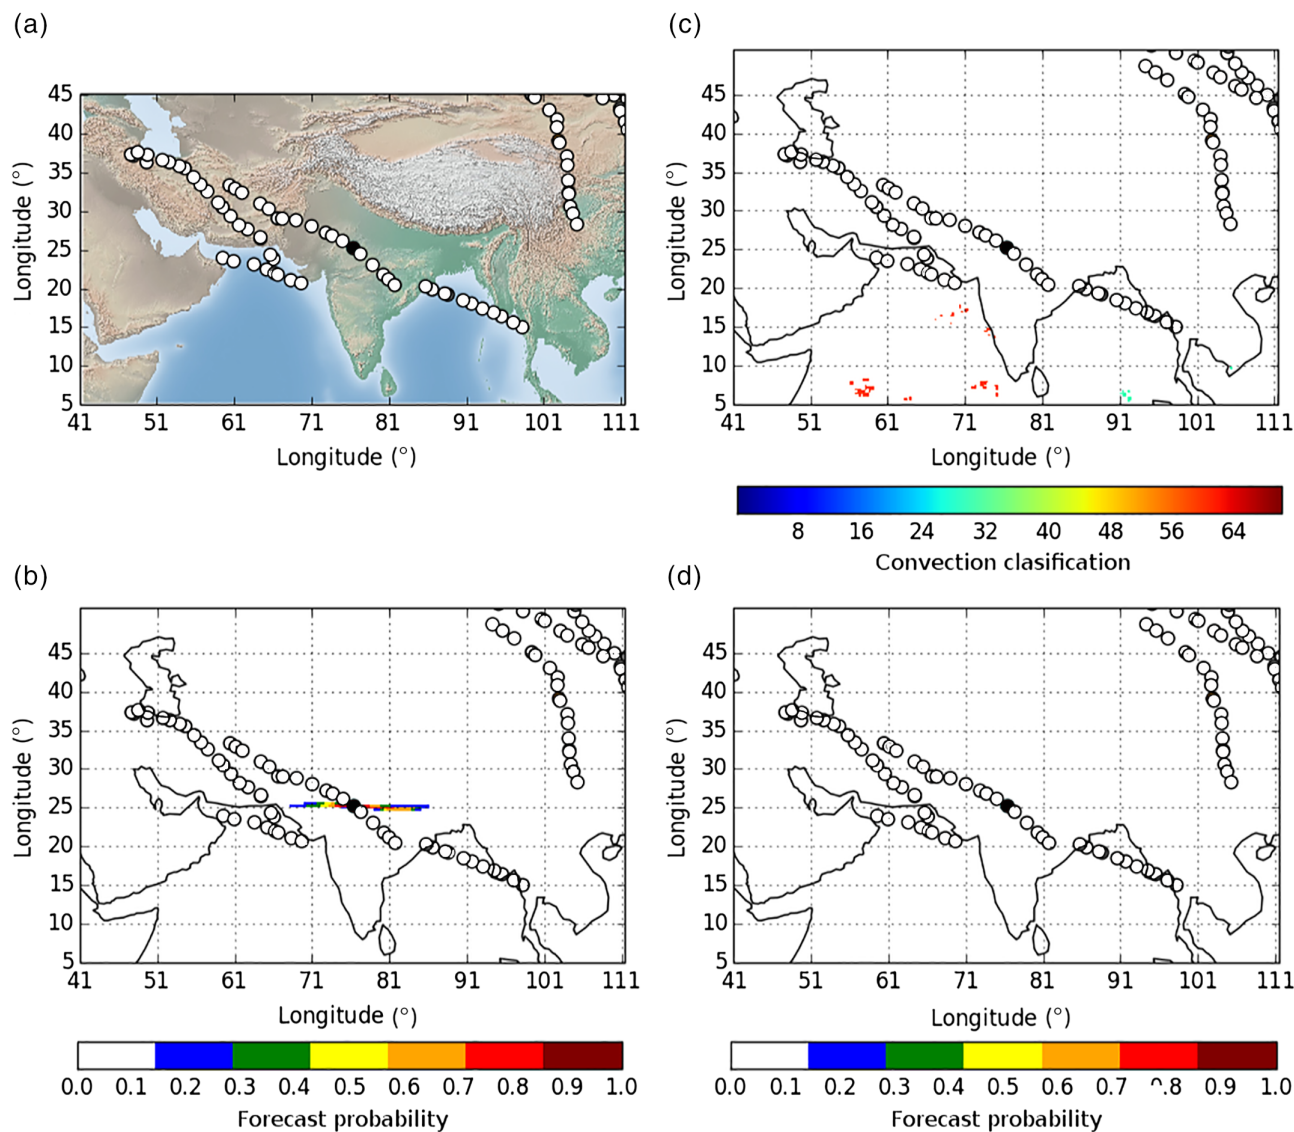 (a)
45
40
35
30
25
20
15
10
5
Longitude (°)
41 51 61 71 81 91 101 111
Longitude (°)
(c)
45
40
35
30
25
20
15
10
5
Longitude (°)
41 51 61 71 81 91 101 111
Longitude (°)
8 16 24 32 40 48 56 64
Convection clasification
(b)
45
40
35
30
25
20
15
10
5
Longitude (°)
41 51 61 71 81 91 101 111
Longitude (°)
0.0 0.1 0.2 0.3 0.4 0.5 0.6 0.7 0.8 0.9 1.0
Forecast probability
(d)
45
40
35
30
25
20
15
10
5
Longitude (°)
41 51 61 71 81 91 101 111
Longitude (°)
0.0 0.1 0.2 0.3 0.4 0.5 0.6 0.7 0.9 1.0
Forecast probability